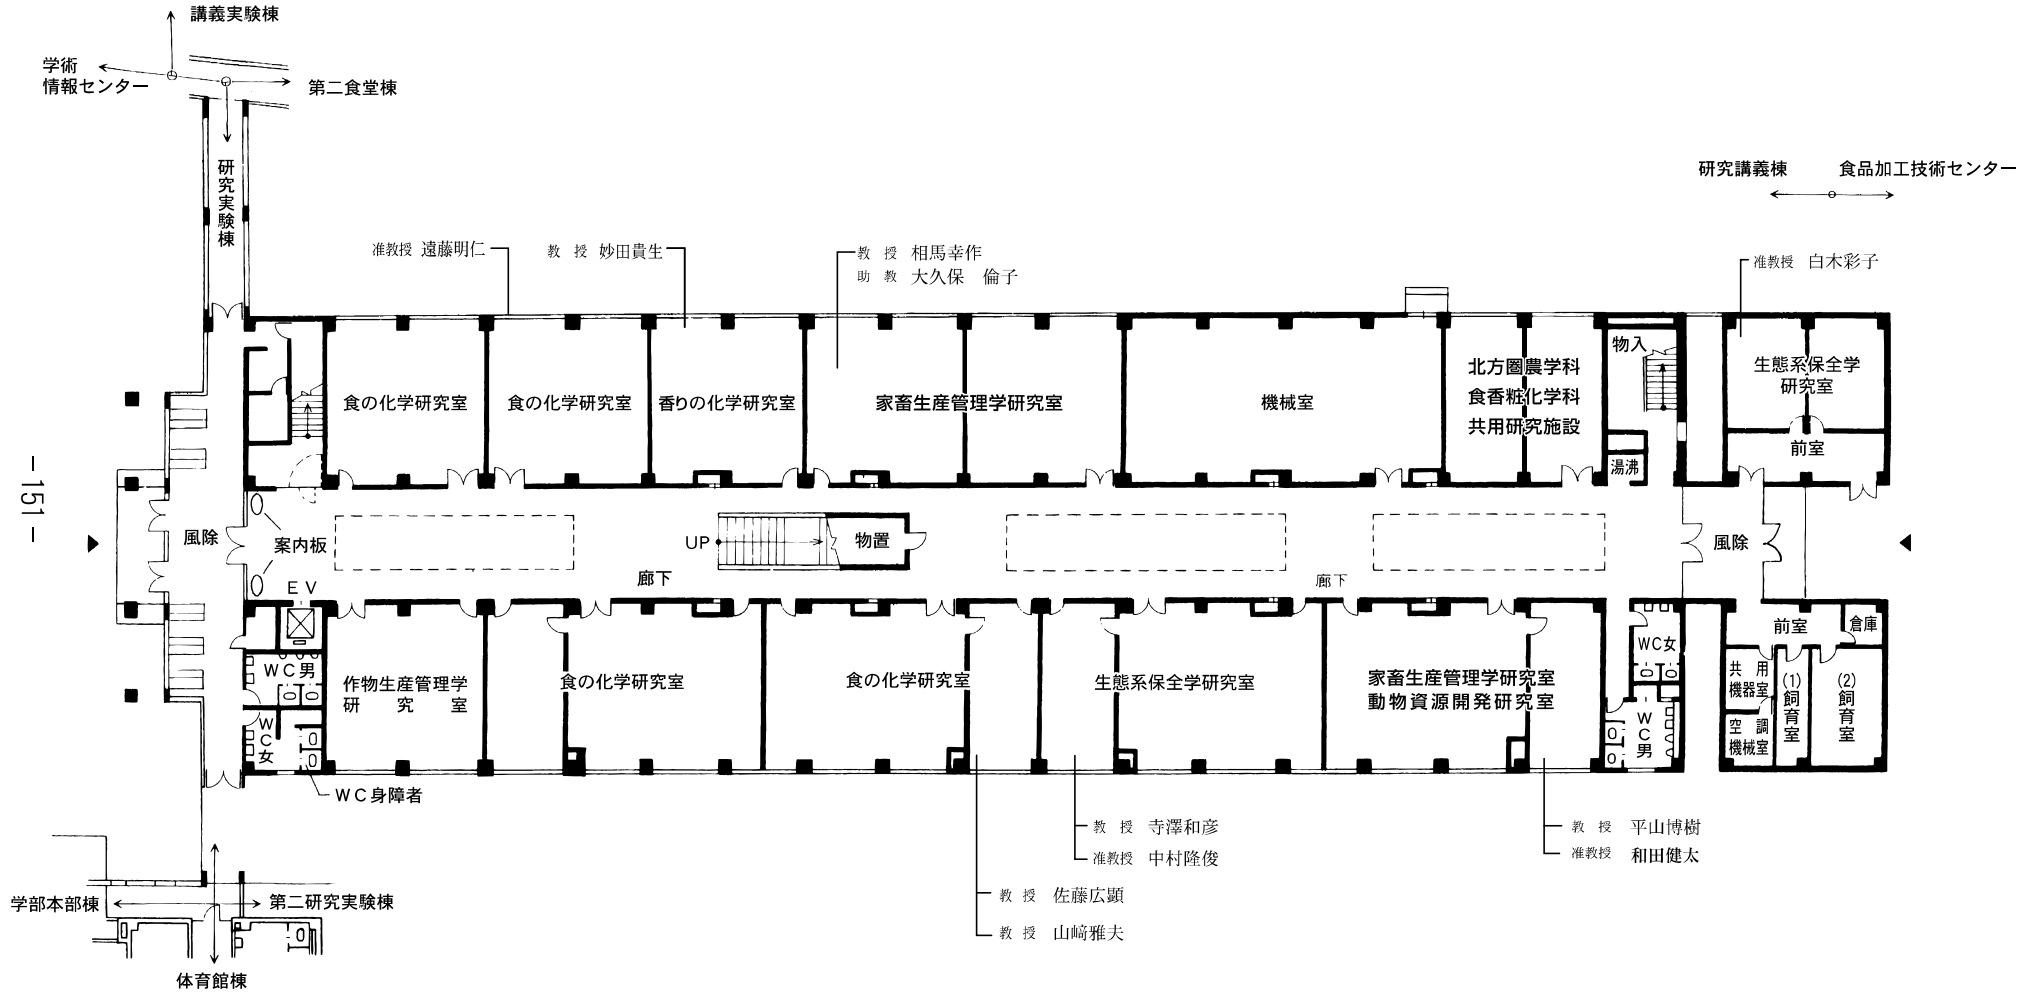 講義実験棟
学術
情報センター
第二食堂棟
研究実験棟
研究講義棟
食品加工技術センター
准教授 遠藤明仁
教 授 妙田貴生
教 授 相馬幸作
助 教 大久保 倫子
准教授 白木彩子
食の化学研究室
食の化学研究室
香りの化学研究室
家畜生産管理学研究室
機械室
北方圏農学科
食香粧化学科
共用研究施設
物入
湯沸
生態系保全学
研究室
前室
－151－
風除
案内板
EV
UP
物置
廊下
廊下
風除
WC男
WC女
WC身障者
作物生産管理学
研究室
食の化学研究室
食の化学研究室
生態系保全学研究室
家畜生産管理学研究室
動物資源開発研究室
WC女
WC男
前室
倉庫
共用
機器室
空調
機械室
(1)飼育室
(2)飼育室
教 授 寺澤和彦
准教授 中村隆俊
教 授 佐藤広顕
教 授 山﨑雅夫
教 授 平山博樹
准教授 和田健太
学部本部棟
第二研究実験棟
体育館棟